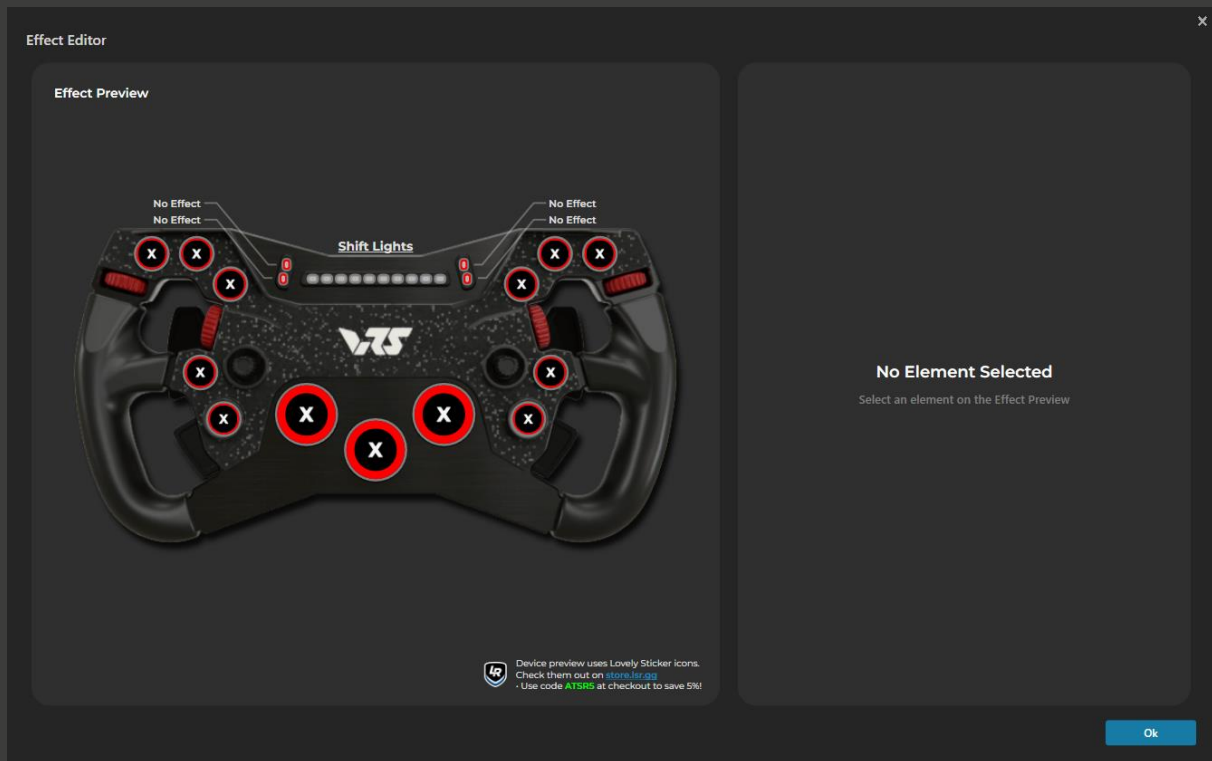 Effect Editor
Effect Preview
No Effect
No Effect
No Effect
No Effect
Shift Lights
X
X
X
X
X
X
VRS
X
X
X
X
X
X
X
No Element Selected
Select an element on the Effect Preview
LR
Device preview uses Lovely Sticker icons.
Check them out on store.lsr.gg
· Use code ATSR5 at checkout to save 5%!
Ok